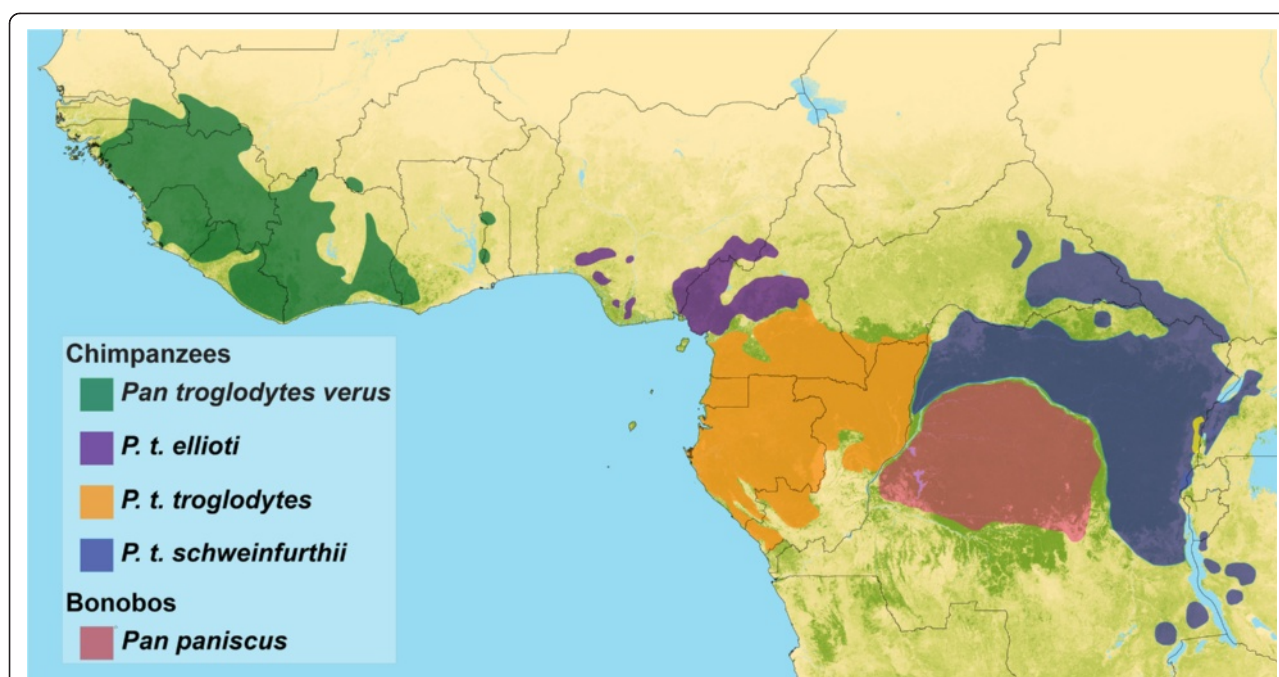 Chimpanzees
Pan troglodytes verus
P. t. ellioti
P. t. troglodytes
P. t. schweinfurthii
Bonobos
Pan paniscus